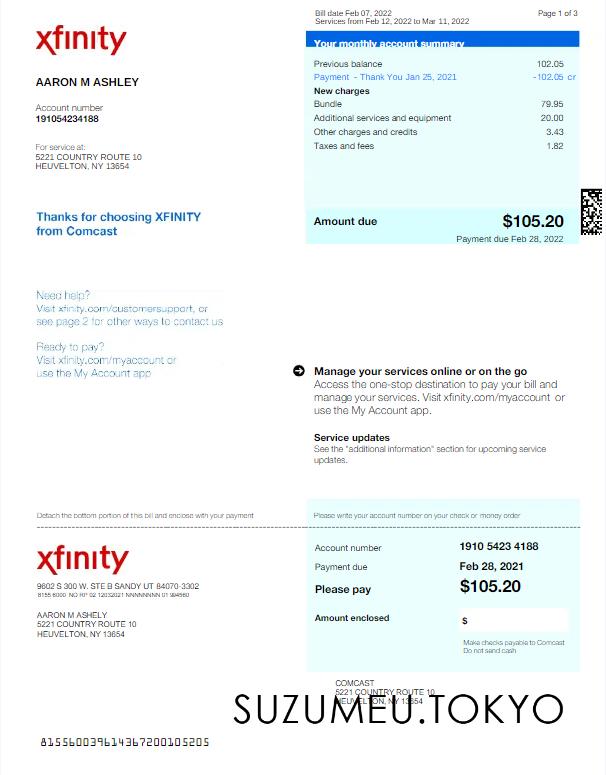 Bill date Feb 07, 2022
Services from Feb 12, 2022 to Mar 11, 2022
Page 1 of 3
xfinity
AARON M ASHLEY
Account number
191054234188
For service at:
5221 COUNTRY ROUTE 10
HEUVELTON, NY 13654
Your monthly account summary
Previous balance 102.05
Payment - Thank You Jan 25, 2021 -102.05 cr
New charges
Bundle 79.95
Additional services and equipment 20.00
Other charges and credits 3.43
Taxes and fees 1.82
Amount due $105.20
Payment due Feb 28, 2022
Thanks for choosing XFINITY
from Comcast
Need help?
Visit xfinity.com/customersupport, or
see page 2 for other ways to contact us
Ready to pay?
Visit xfinity.com/myaccount or
use the My Account app
Manage your services online or on the go
Access the one-stop destination to pay your bill and
manage your services. Visit xfinity.com/myaccount or
use the My Account app.
Service updates
See the "additional information" section for upcoming service
updates.
Detach the bottom portion of this bill and enclose with your payment
Please write your account number on your check or money order
xfinity
9602 S 300 W. STE B SANDY UT 84070-3302
8155 6000 NO RP 02 12032021 NNNNNNNN 01 994560
AARON M ASHELY
5221 COUNTRY ROUTE 10
HEUVELTON, NY 13654
Account number 1910 5423 4188
Payment due Feb 28, 2021
Please pay $105.20
Amount enclosed $
Make checks payable to Comcast
Do not send cash
COMCAST
5221 COUNTRY ROUTE 10
HEUVELTON, NY 13654
SUZUMEU.TOKYO
815560039614367200105205